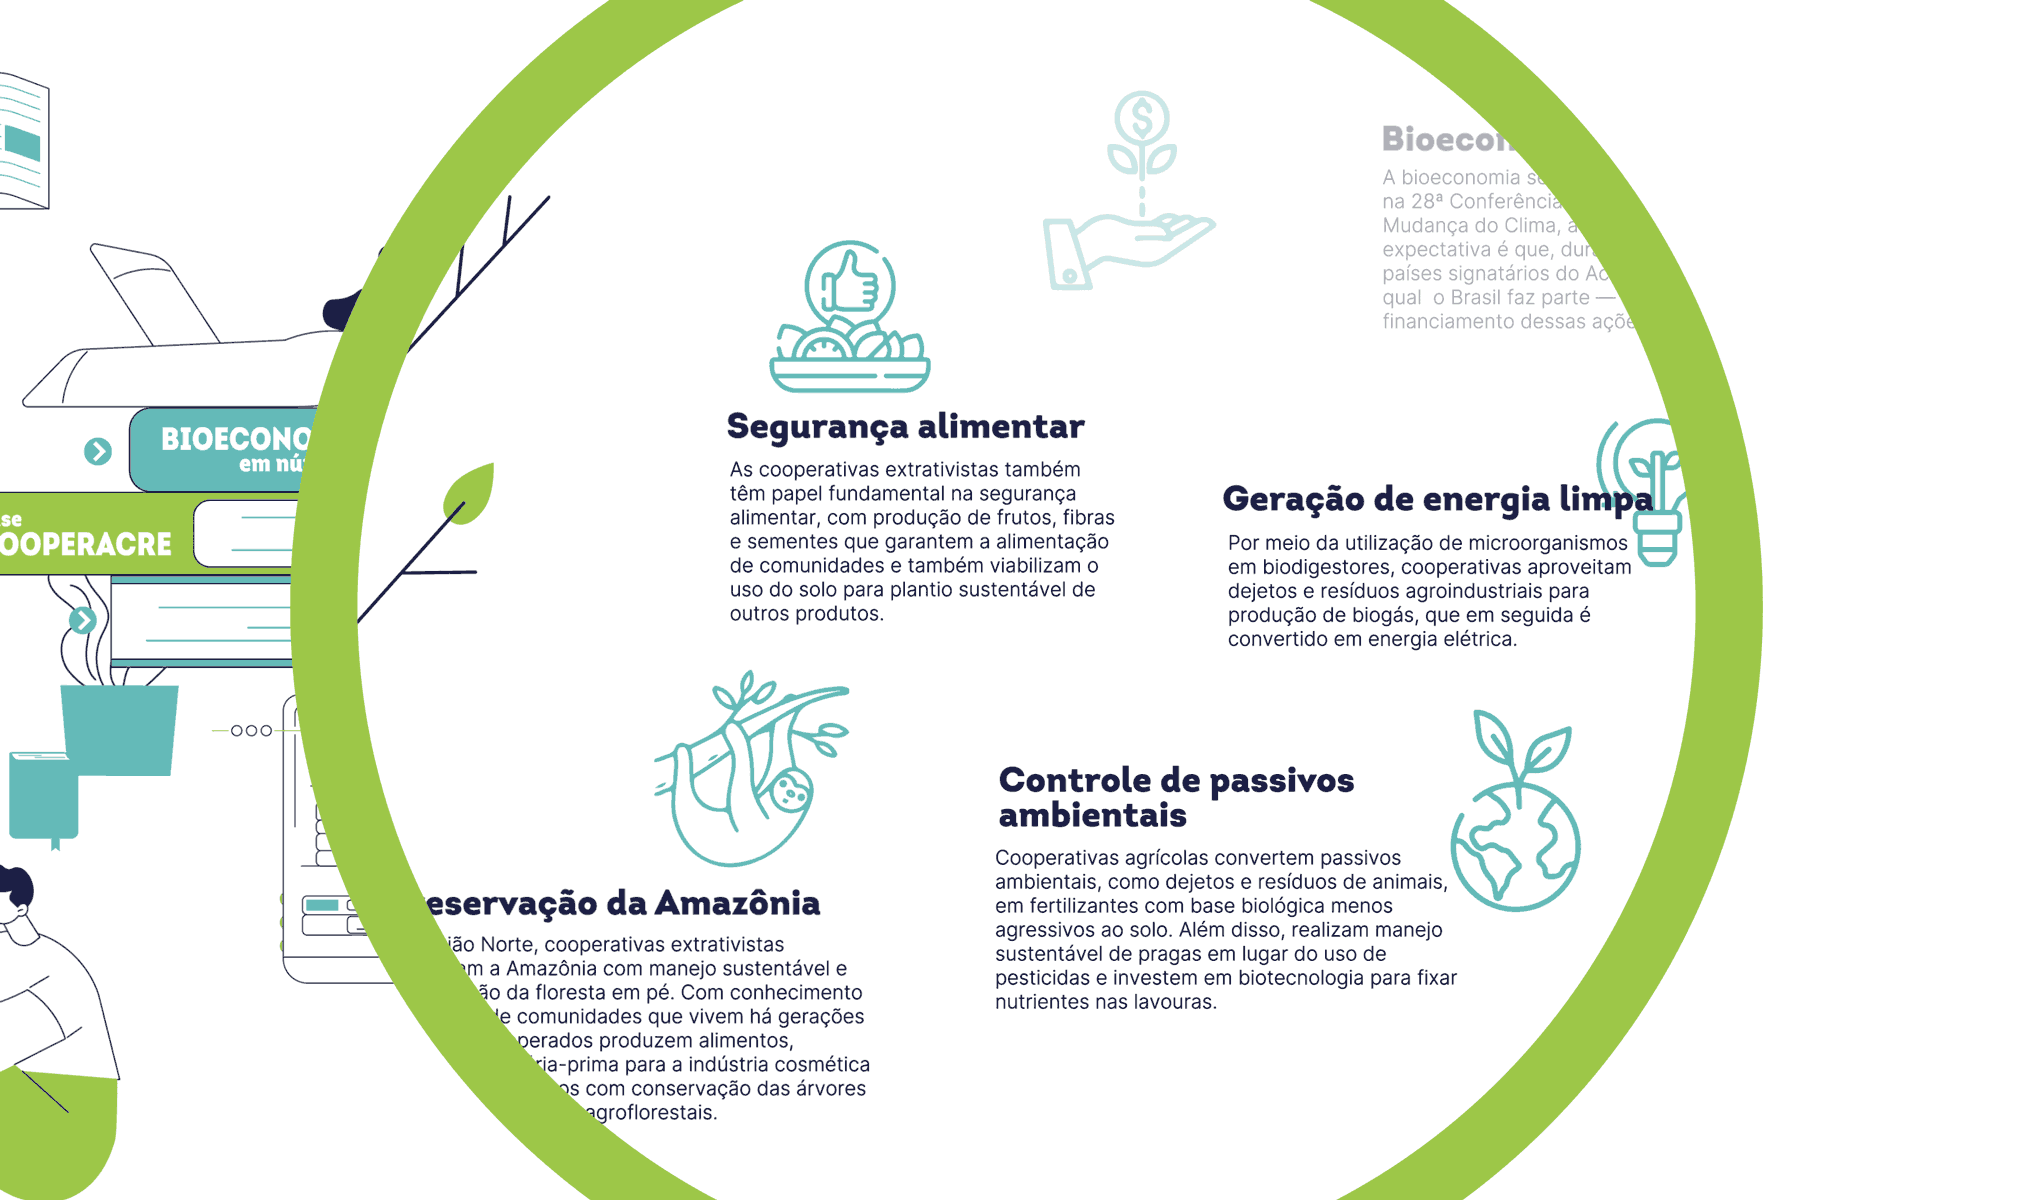 BIOECONO
em nú
se
OOPERACRE
Bioecon
A bioeconomia
na 28ª Conferência
Mudança do Clima, a
expectativa é que,
países signatários do
qual o Brasil faz parte —
financiamento dessas
Segurança alimentar
As cooperativas extrativistas também
têm papel fundamental na segurança
alimentar, com produção de frutos, fibras
e sementes que garantem a alimentação
de comunidades e também viabilizam o
uso do solo para plantio sustentável de
outros produtos.
Geração de energia limpa
Por meio da utilização de microorganismos
em biodigestores, cooperativas aproveitam
dejetos e resíduos agroindustriais para
produção de biogás, que em seguida é
convertido em energia elétrica.
Controle de passivos
ambientais
Cooperativas agrícolas convertem passivos
ambientais, como dejetos e resíduos de animais,
em fertilizantes com base biológica menos
agressivos ao solo. Além disso, realizam manejo
sustentável de pragas em lugar do uso de
pesticidas e investem em biotecnologia para fixar
nutrientes nas lavouras.
eservação da Amazônia
ião Norte, cooperativas extrativistas
am a Amazônia com manejo sustentável e
ão da floresta em pé. Com conhecimento
de comunidades que vivem há gerações
perados produzem alimentos,
ria-prima para a indústria cosmética
os com conservação das árvores
agroflorestais.